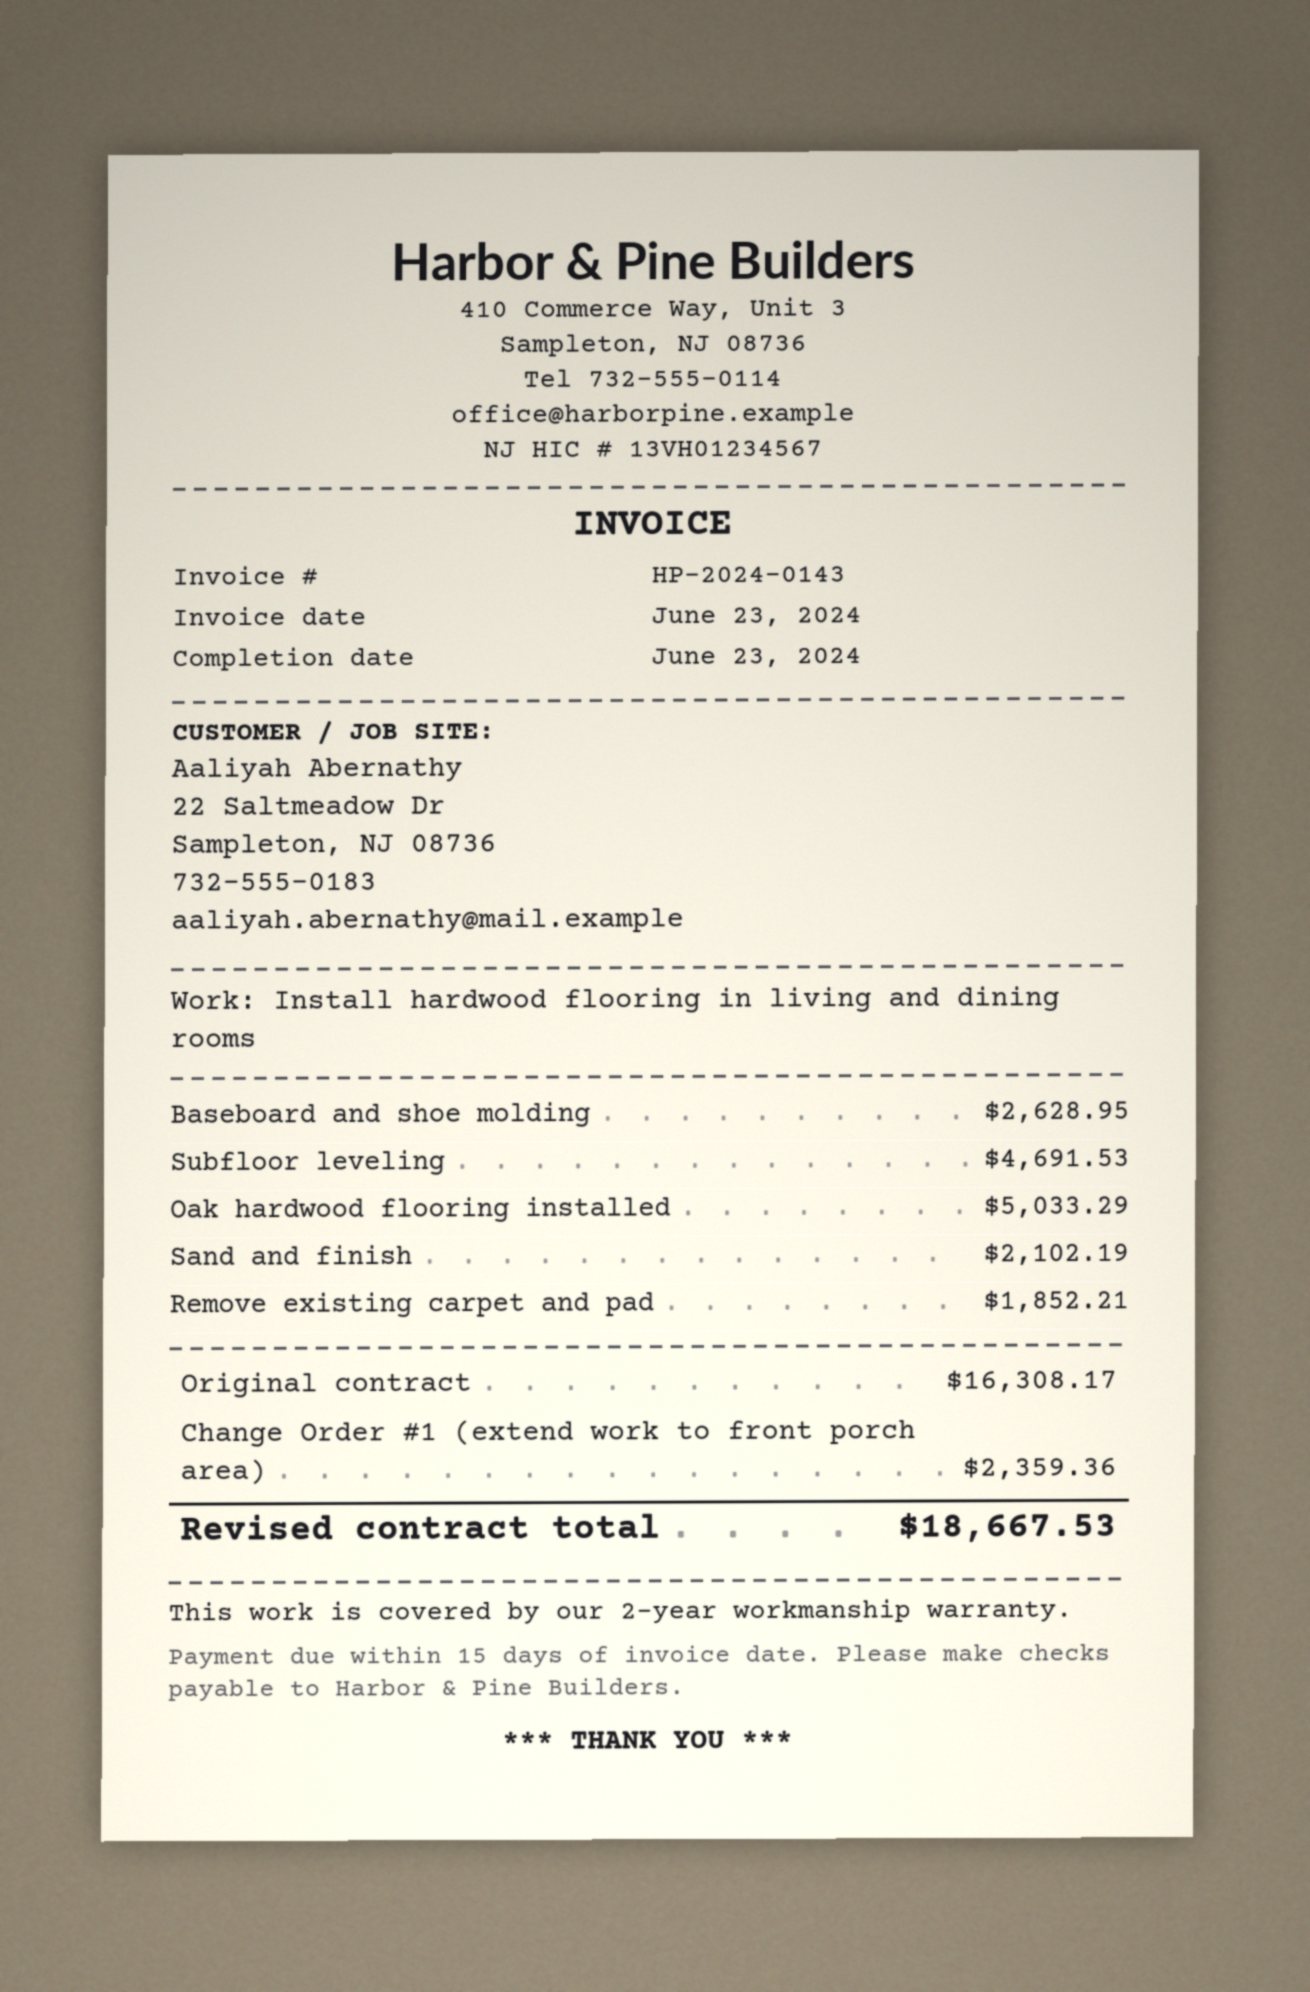 Harbor & Pine Builders
410 Commerce Way, Unit 3
Sampleton, NJ 08736
Tel 732-555-0114
office@harborpine.example
NJ HIC # 13VH01234567
INVOICE
Invoice # HP-2024-0143
Invoice date June 23, 2024
Completion date June 23, 2024
CUSTOMER / JOB SITE:
Aaliyah Abernathy
22 Saltmeadow Dr
Sampleton, NJ 08736
732-555-0183
aaliyah.abernathy@mail.example
Work: Install hardwood flooring in living and dining
rooms
Baseboard and shoe molding . . . . . . . . . . $2,628.95
Subfloor leveling . . . . . . . . . . . . . . $4,691.53
Oak hardwood flooring installed . . . . . . . . $5,033.29
Sand and finish . . . . . . . . . . . . . . $2,102.19
Remove existing carpet and pad . . . . . . . . $1,852.21
Original contract . . . . . . . . . . . $16,308.17
Change Order #1 (extend work to front porch
area) . . . . . . . . . . . . . . . . . . $2,359.36
Revised contract total . . . . $18,667.53
This work is covered by our 2-year workmanship warranty.
Payment due within 15 days of invoice date. Please make checks
payable to Harbor & Pine Builders.
*** THANK YOU ***